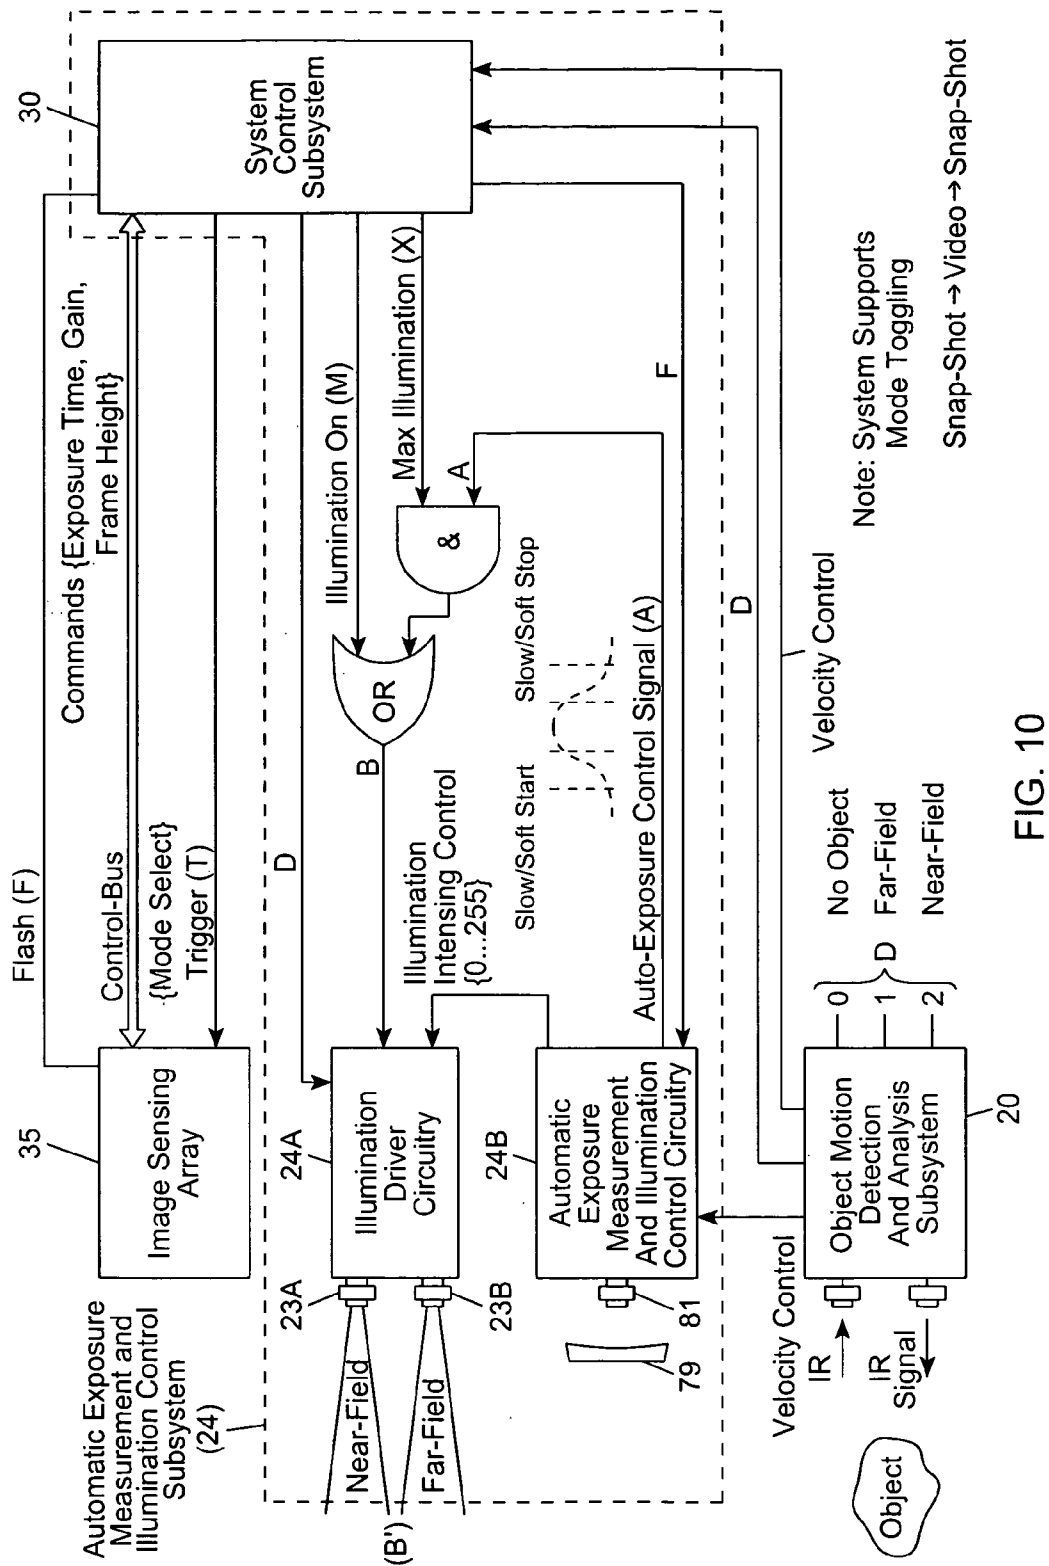 Automatic Exposure
Measurement and
Illumination Control
Subsystem
(24)
35
Image Sensing
Array
Flash (F)
Control-Bus
{Mode Select}
Trigger (T)
Commands {Exposure Time, Gain,
Frame Height}
30
System
Control
Subsystem
(B')
Near-Field
Far-Field
23A
23B
24A
Illumination
Driver
Circuitry
D
B
OR
Illumination On (M)
Max Illumination (X)
A
&
Illumination
Intensing Control
{0...255}
79
81
24B
Automatic
Exposure
Measurement
And Illumination
Control Circuitry
Slow/Soft Start
Slow/Soft Stop
Auto-Exposure Control Signal (A)
F
D
Velocity Control
Velocity Control
Object
IR
IR
Signal
Object Motion
Detection
And Analysis
Subsystem
20
0
1
2
D
No Object
Far-Field
Near-Field
Note: System Supports
Mode Toggling
Snap-Shot→Video→Snap-Shot
FIG. 10